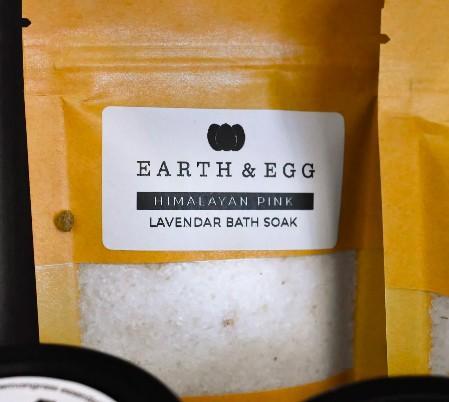 EARTH & EGG
HIMALAYAN PINK
LAVENDAR BATH SOAK